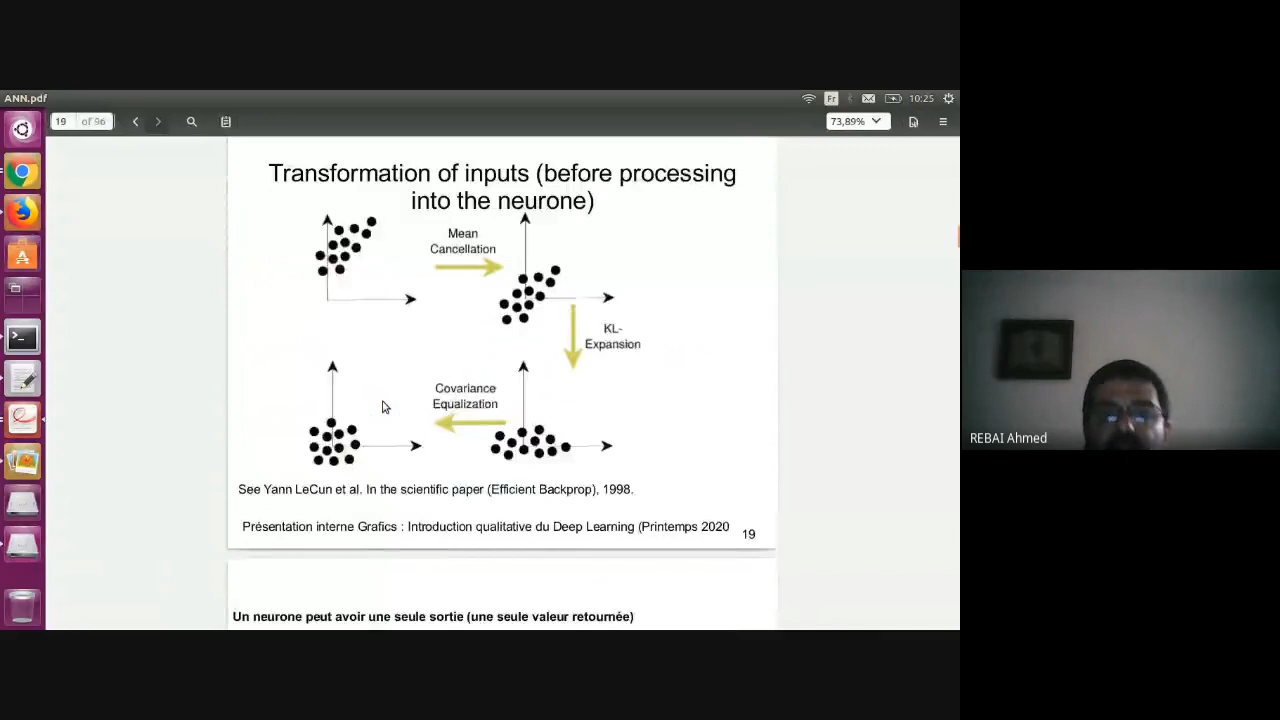 ANN.pdf
Fr
10:25
19 of 96
73,89%
Transformation of inputs (before processing
into the neurone)
Mean
Cancellation
KL-
Expansion
Covariance
Equalization
See Yann LeCun et al. In the scientific paper (Efficient Backprop), 1998.
Présentation interne Grafics : Introduction qualitative du Deep Learning (Printemps 2020
19
Un neurone peut avoir une seule sortie (une seule valeur retournée)
REBAI Ahmed